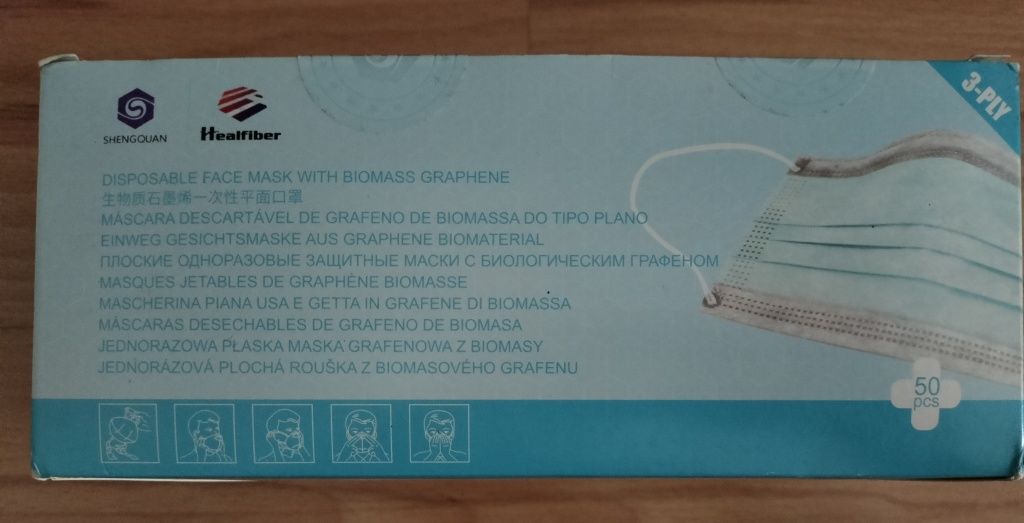 3-PLY
SHENGQUAN
Healfiber
DISPOSABLE FACE MASK WITH BIOMASS GRAPHENE
生物质石墨烯一次性平面口罩
MÁSCARA DESCARTÁVEL DE GRAFENO DE BIOMASSA DO TIPO PLANO
EINWEG GESICHTSMASKE AUS GRAPHENE BIOMATERIAL
ПЛОСКИЕ ОДНОРАЗОВЫЕ ЗАЩИТНЫЕ МАСКИ С БИОЛОГИЧЕСКИМ ГРАФЕНОМ
MASQUES JETABLES DE GRAPHÈNE BIOMASSE
MASCHERINA PIANA USA E GETTA IN GRAFENE DI BIOMASSA
MÁSCARAS DESECHABLES DE GRAFENO DE BIOMASA
JEDNORAZOWA PŁASKA MASKA GRAFENOWA Z BIOMASY
JEDNORÁZOVÁ PLOCHÁ ROUŠKA Z BIOMASOVÉHO GRAFENU
50
pcs